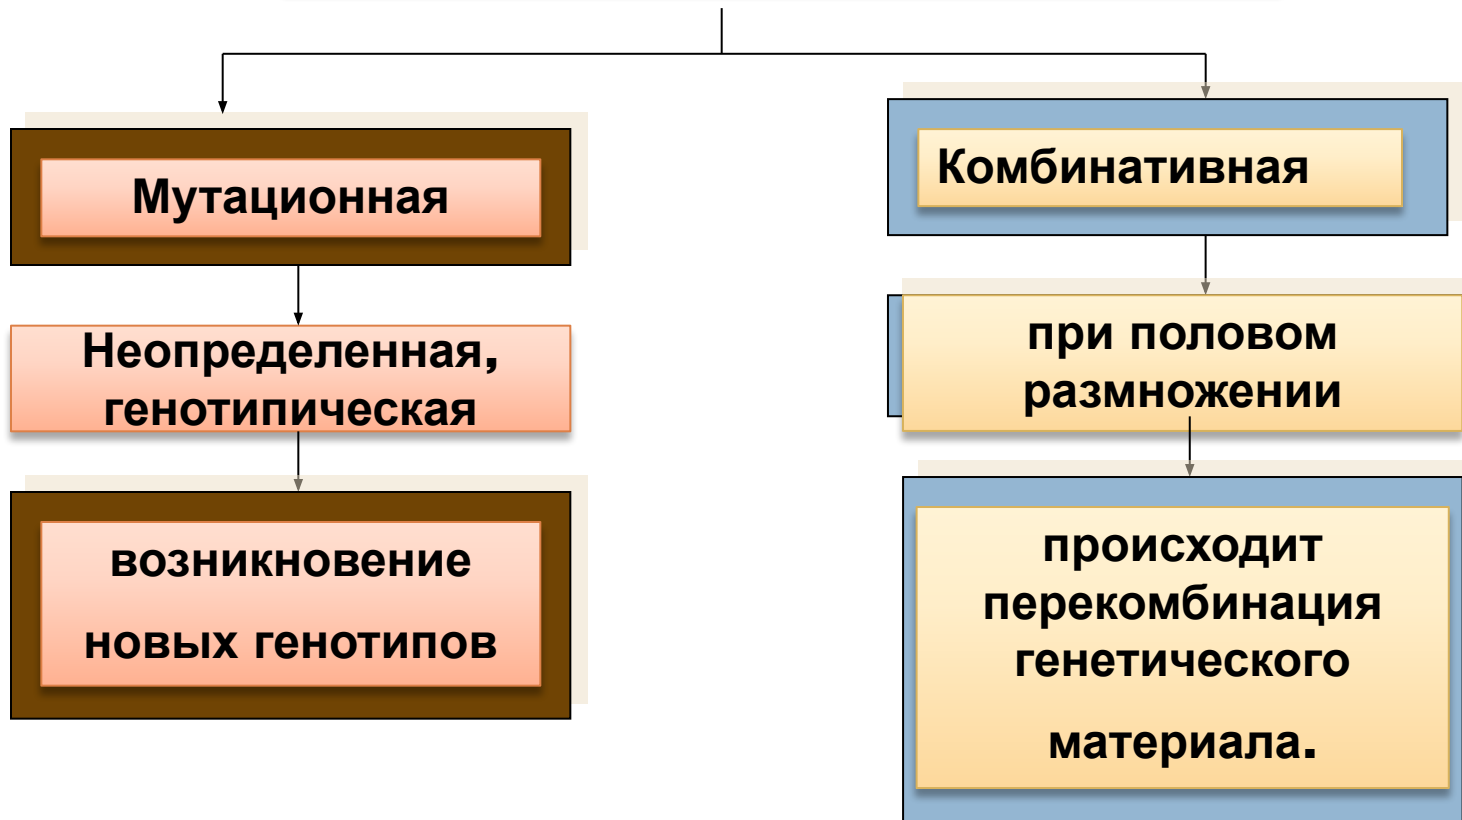 Мутационная
Неопределенная,
генотипическая
возникновение
новых генотипов
Комбинативная
при половом
размножении
происходит
перекомбинация
генетического
материала.